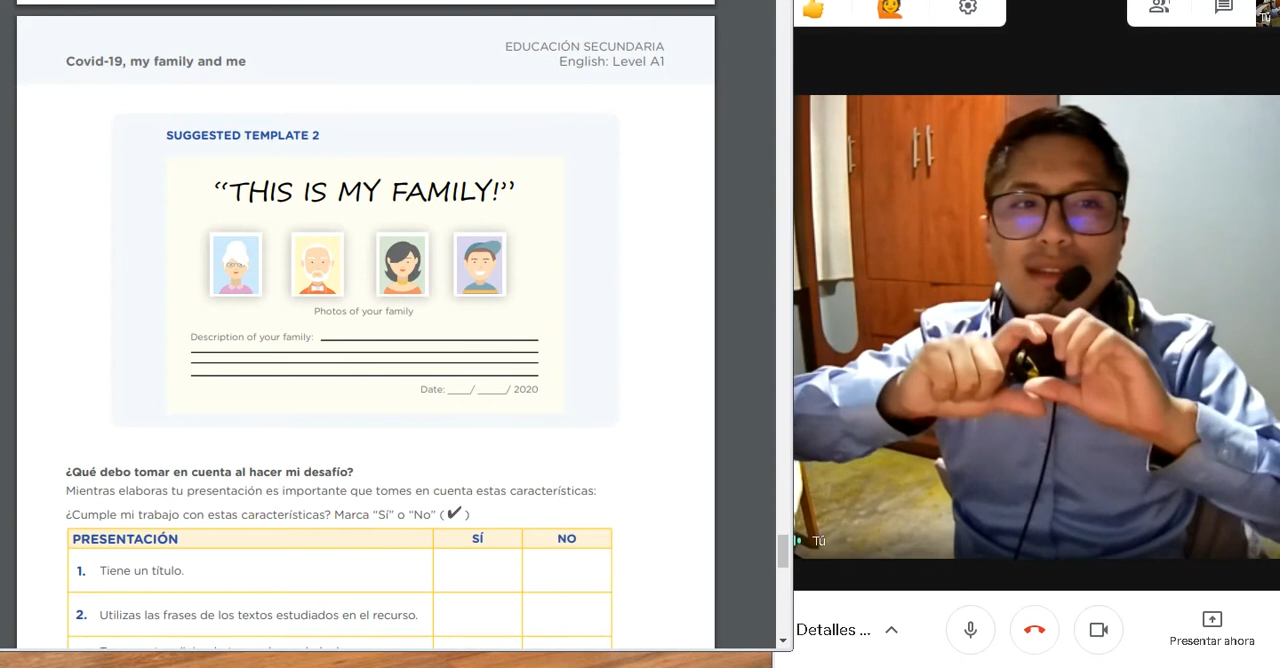 EDUCACIÓN SECUNDARIA
Covid-19, my family and me
English: Level A1
SUGGESTED TEMPLATE 2
“THIS IS MY FAMILY!”
Photos of your family
Description of your family:
Date: ____/ _____/ 2020
¿Qué debo tomar en cuenta al hacer mi desafío?
Mientras elaboras tu presentación es importante que tomes en cuenta estas características:
¿Cumple mi trabajo con estas características? Marca “Sí” o “No” ( ✔ )
PRESENTACIÓN SÍ NO
1. Tiene un título.
2. Utilizas las frases de los textos estudiados en el recurso.
Tú
Tú
Detalles ...
Presentar ahora